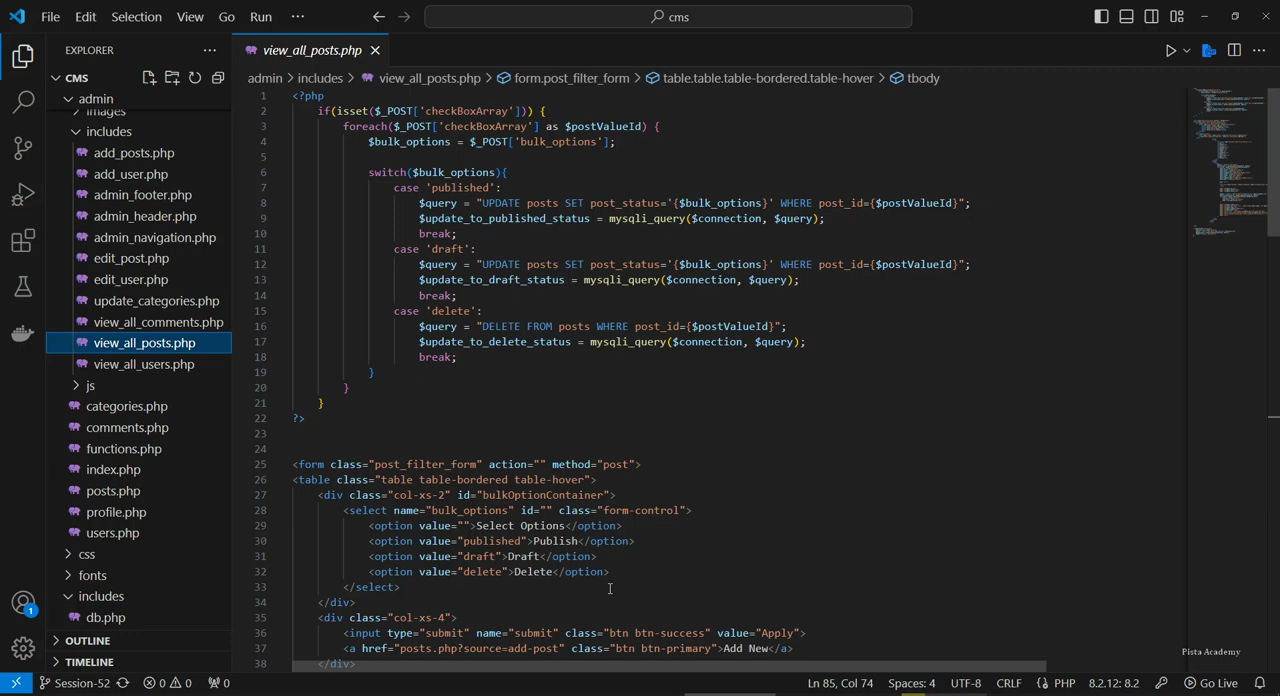 File Edit Selection View Go Run ··· cms
EXPLORER ···
view_all_posts.php
CMS
admin > includes > view_all_posts.php > form.post_filter_form > table.table.table-bordered.table-hover > tbody
admin
images
includes
add_posts.php
add_user.php
admin_footer.php
admin_header.php
admin_navigation.php
edit_post.php
edit_user.php
update_categories.php
view_all_comments.php
view_all_posts.php
view_all_users.php
js
categories.php
comments.php
functions.php
index.php
posts.php
profile.php
users.php
css
fonts
includes
db.php
OUTLINE
TIMELINE
1 <?php
2 if(isset($_POST['checkBoxArray'])) {
3 foreach($_POST['checkBoxArray'] as $postValueId) {
4 $bulk_options = $_POST['bulk_options'];
5
6 switch($bulk_options){
7 case 'published':
8 $query = "UPDATE posts SET post_status='{$bulk_options}' WHERE post_id={$postValueId}";
9 $update_to_published_status = mysqli_query($connection, $query);
10 break;
11 case 'draft':
12 $query = "UPDATE posts SET post_status='{$bulk_options}' WHERE post_id={$postValueId}";
13 $update_to_draft_status = mysqli_query($connection, $query);
14 break;
15 case 'delete':
16 $query = "DELETE FROM posts WHERE post_id={$postValueId}";
17 $update_to_delete_status = mysqli_query($connection, $query);
18 break;
19 }
20 }
21 }
22 ?>
23
24
25 <form class="post_filter_form" action="" method="post">
26 <table class="table table-bordered table-hover">
27 <div class="col-xs-2" id="bulkOptionContainer">
28 <select name="bulk_options" id="" class="form-control">
29 <option value="">Select Options</option>
30 <option value="published">Publish</option>
31 <option value="draft">Draft</option>
32 <option value="delete">Delete</option>
33 </select>
34 </div>
35 <div class="col-xs-4">
36 <input type="submit" name="submit" class="btn btn-success" value="Apply">
37 <a href="posts.php?source=add-post" class="btn btn-primary">Add New</a>
38 </div>
Pista Academy
1
Session-52 0 0 0 Ln 85, Col 74 Spaces: 4 UTF-8 CRLF PHP 8.2.12: 8.2 Go Live